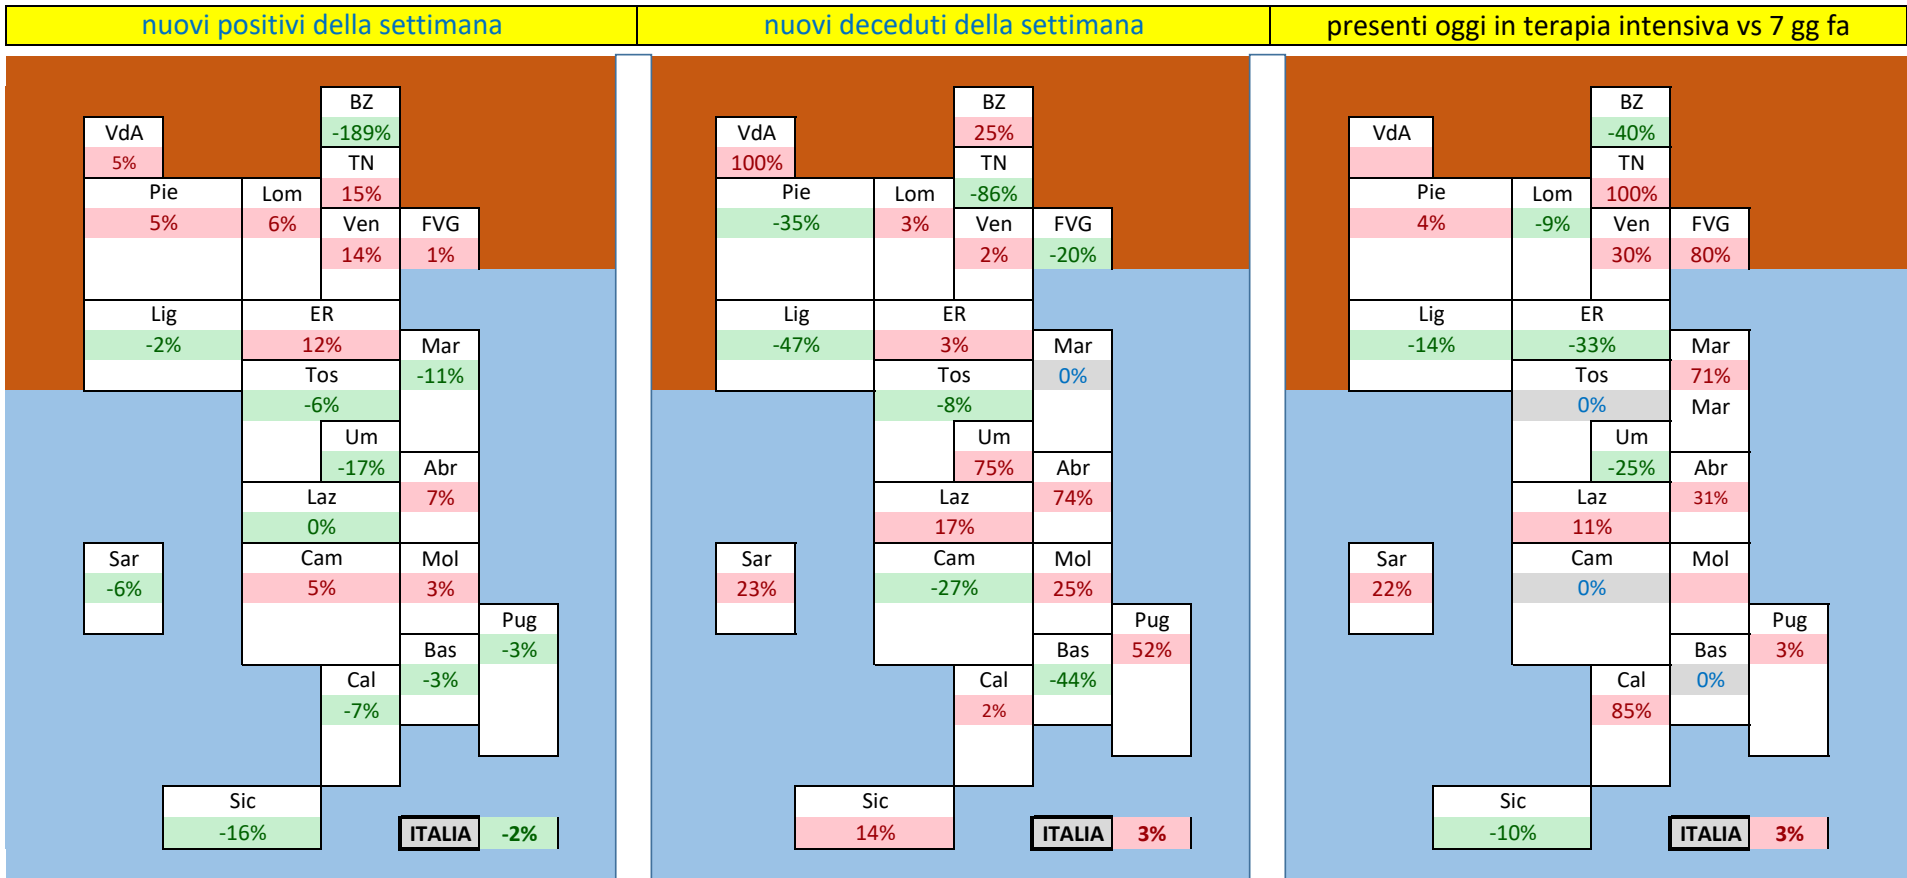 nuovi positivi della settimana
BZ
VdA -189%
5% TN
Pie Lom 15%
5% 6% Ven FVG
14% 1%
Lig ER
-2% 12% Mar
Tos -11%
-6%
Um
-17% Abr
Laz 7%
0%
Sar Cam Mol
-6% 5% 3%
Pug
Bas -3%
Cal -3%
-7%
Sic
-16% ITALIA -2%
nuovi deceduti della settimana
BZ
VdA 25%
100% TN
Pie Lom -86%
-35% 3% Ven FVG
2% -20%
Lig ER
-47% 3% Mar
Tos 0%
-8%
Um
75% Abr
Laz 74%
17%
Sar Cam Mol
23% -27% 25%
Pug
Bas 52%
Cal -44%
2%
Sic
14% ITALIA 3%
presenti oggi in terapia intensiva vs 7 gg fa
BZ
VdA -40%
TN
Pie Lom 100%
4% -9% Ven FVG
30% 80%
Lig ER
-14% -33% Mar
Tos 71%
0% Mar
Um
-25% Abr
Laz 31%
11%
Sar Cam Mol
22% 0%
Pug
Bas 3%
Cal 0%
85%
Sic
-10% ITALIA 3%